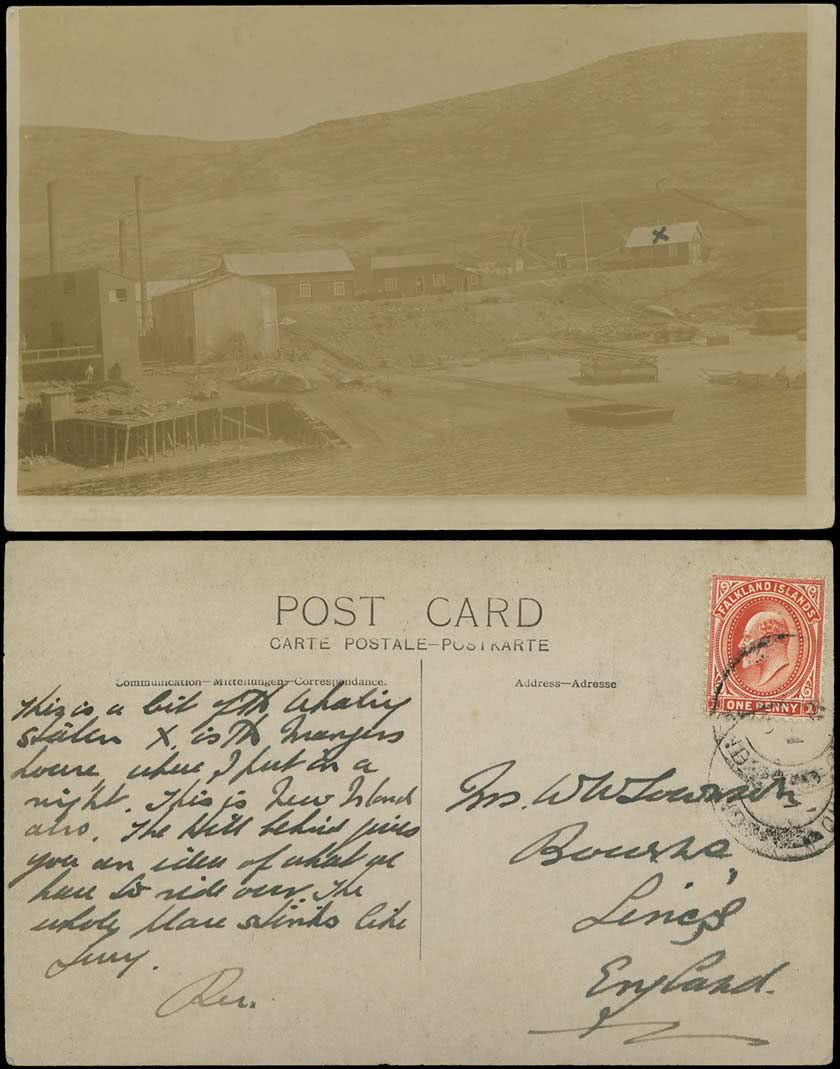 X
POST CARD
CARTE POSTALE—POSTKARTE
Communication—Mitteilungen—Correspondance.
Address—Adresse
FALKLAND ISLANDS
ONE PENNY
This is a bit of the Whaling
station X is the Mangers
house, where I put in a
night. This is New Island
also. The Hill behind gives
you an idea of what we
have to ride over. The
whole place stinks like
fury.
Mrs. W W
Bourne,
Lincs
England.